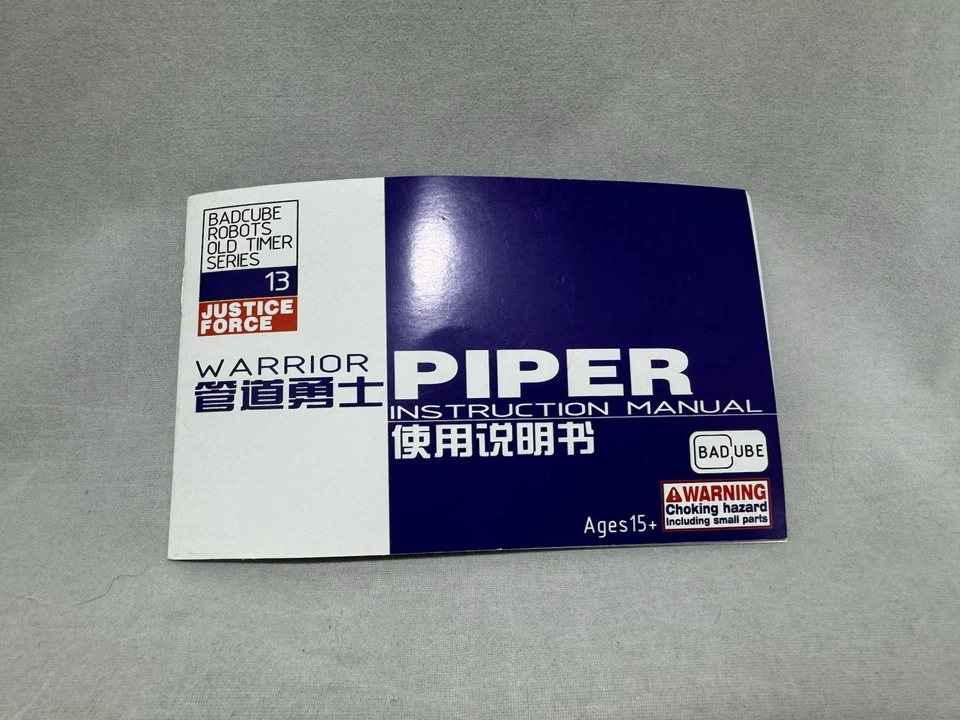 BADCUBE
ROBOTS
OLD TIMER
SERIES
13
JUSTICE
FORCE
WARRIOR
管道勇士
PIPER
INSTRUCTION MANUAL
使用说明书
BADCUBE
Ages15+
WARNING
Choking hazard
Including small parts